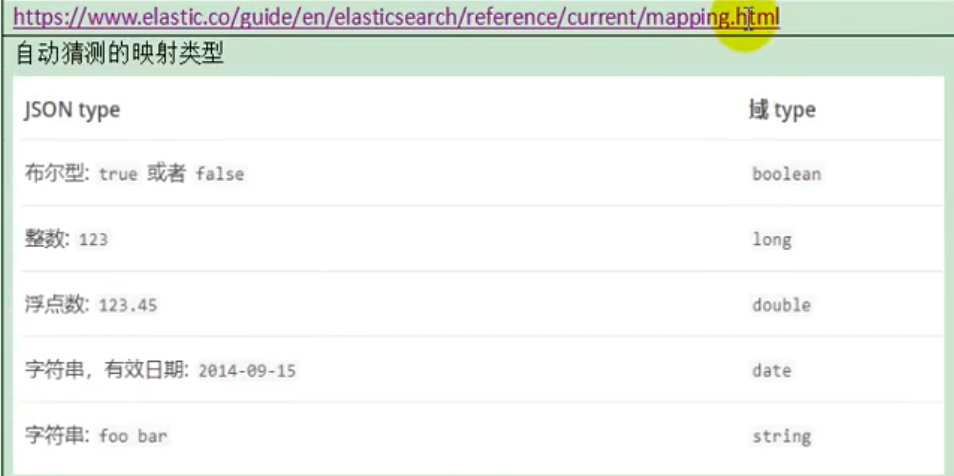 https://www.elastic.co/guide/en/elasticsearch/reference/current/mapping.html
自动猜测的映射类型
JSON type 域 type
布尔型: true 或者 false boolean
整数: 123 long
浮点数: 123.45 double
字符串，有效日期: 2014-09-15 date
字符串: foo bar string